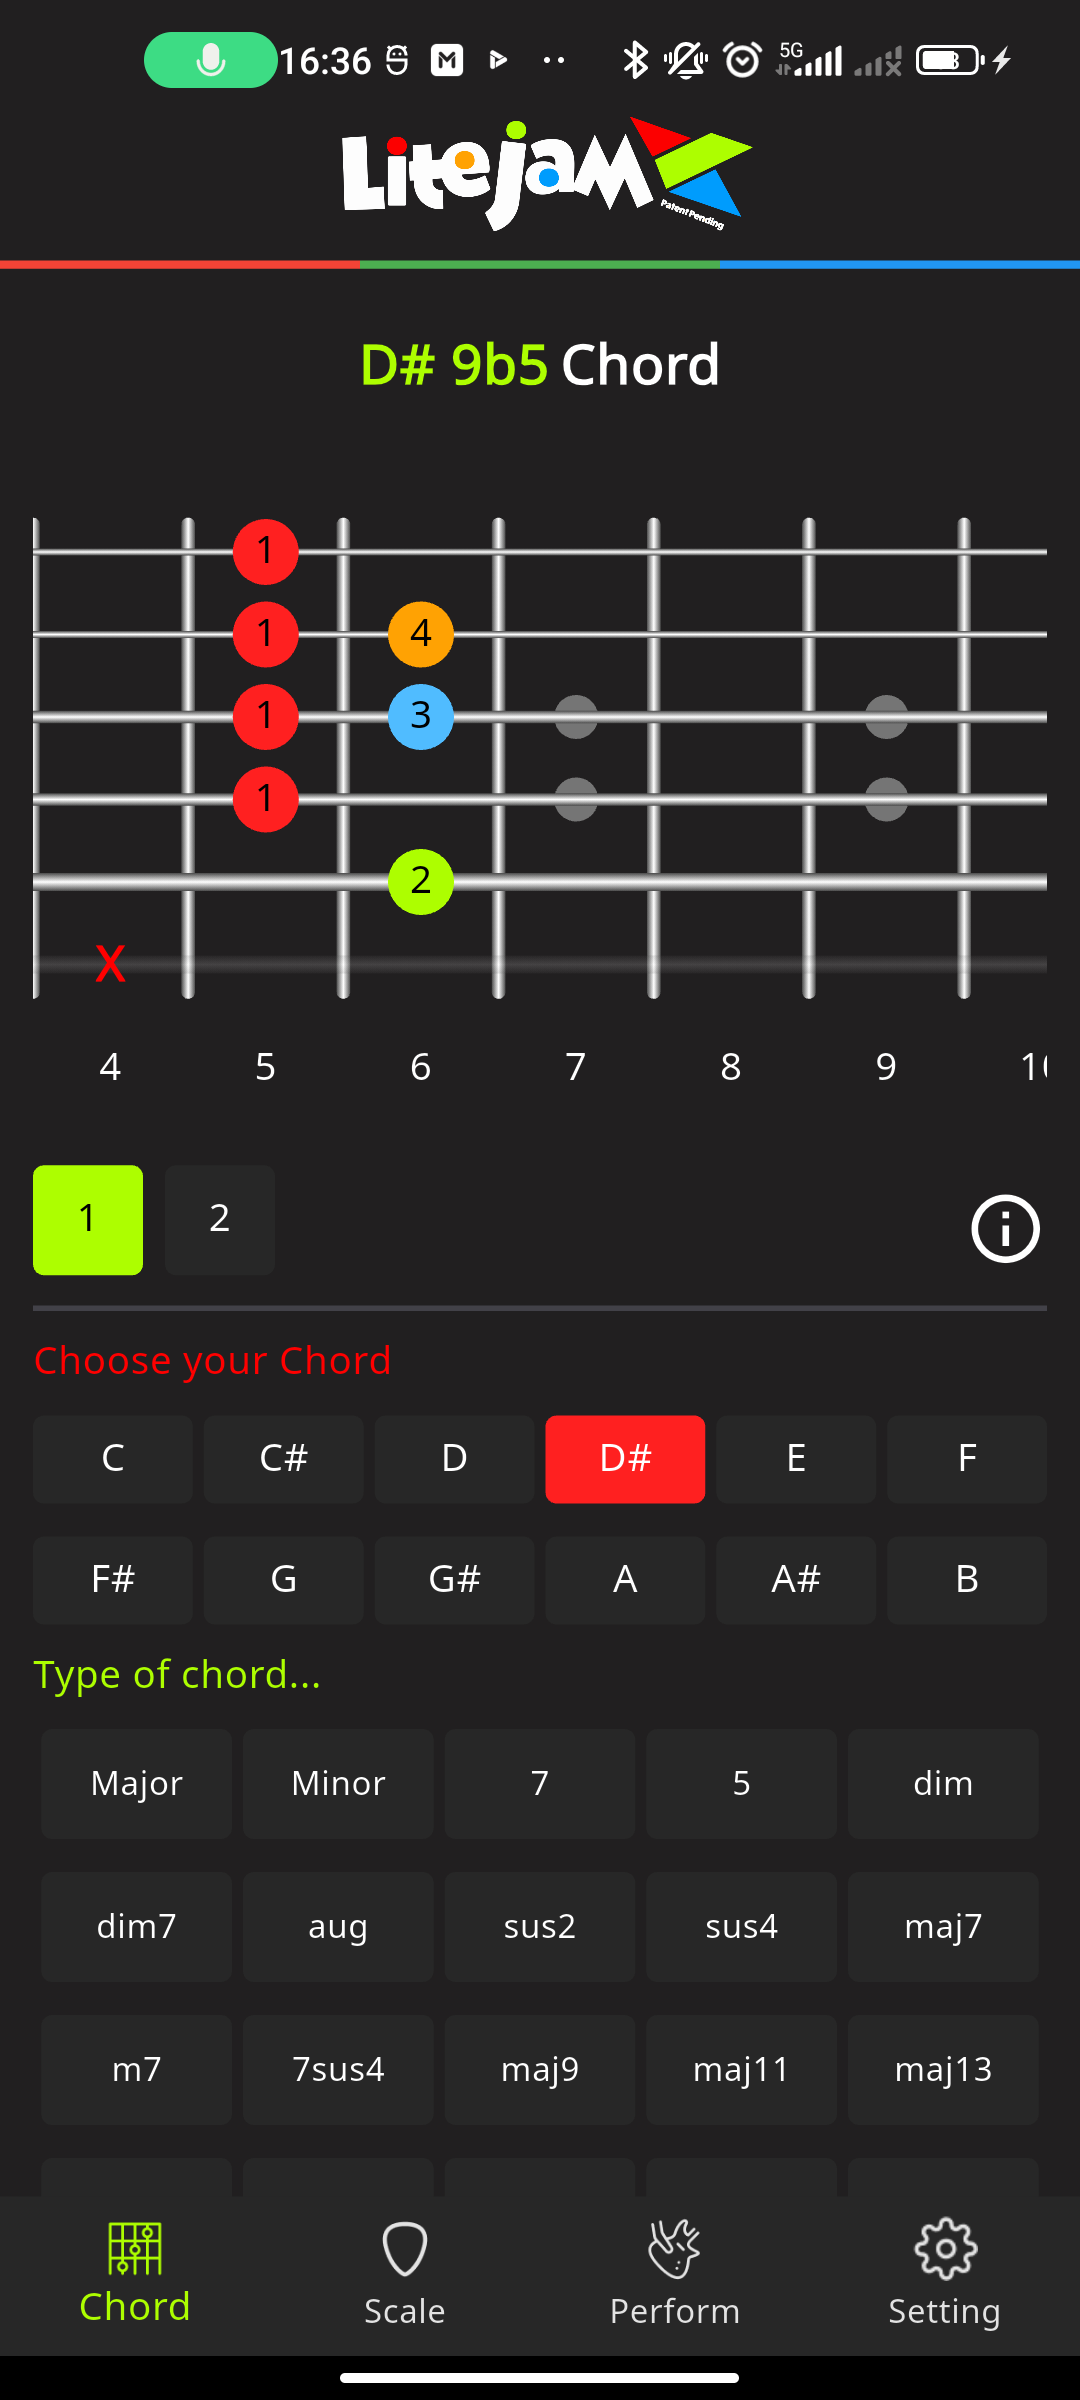 16:36 5G
LiteJam
Patent Pending
D# 9b5 Chord
1
1 4
1 3
1
2
X
4 5 6 7 8 9
1 2
Choose your Chord
C C# D D# E F
F# G G# A A# B
Type of chord...
Major Minor 7 5 dim
dim7 aug sus2 sus4 maj7
m7 7sus4 maj9 maj11 maj13
Chord Scale Perform Setting